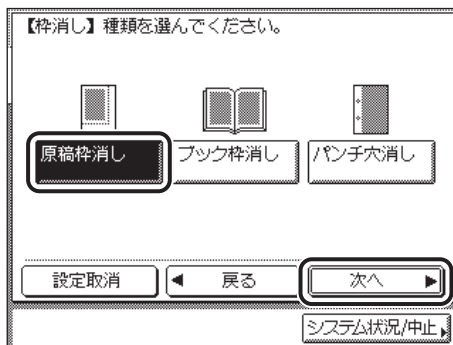 【枠消し】種類を選んでください。
原稿枠消し ブック枠消し パンチ穴消し
設定取消 ◀ 戻る 次へ ▶
システム状況/中止